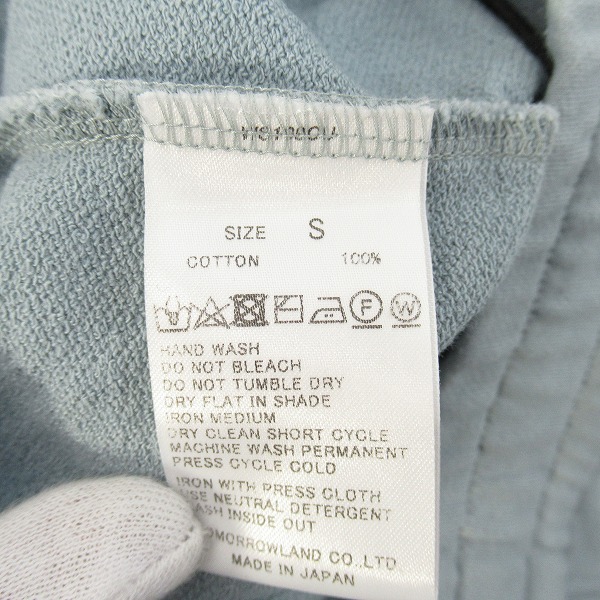 SIZE S
COTTON 100%
F W
HAND WASH
DO NOT BLEACH
DO NOT TUMBLE DRY
DRY FLAT IN SHADE
IRON MEDIUM
DRY CLEAN SHORT CYCLE
MACHINE WASH PERMANENT
PRESS CYCLE COLD
IRON WITH PRESS CLOTH
USE NEUTRAL DETERGENT
WASH INSIDE OUT
TOMORROWLAND CO.,LTD
MADE IN JAPAN